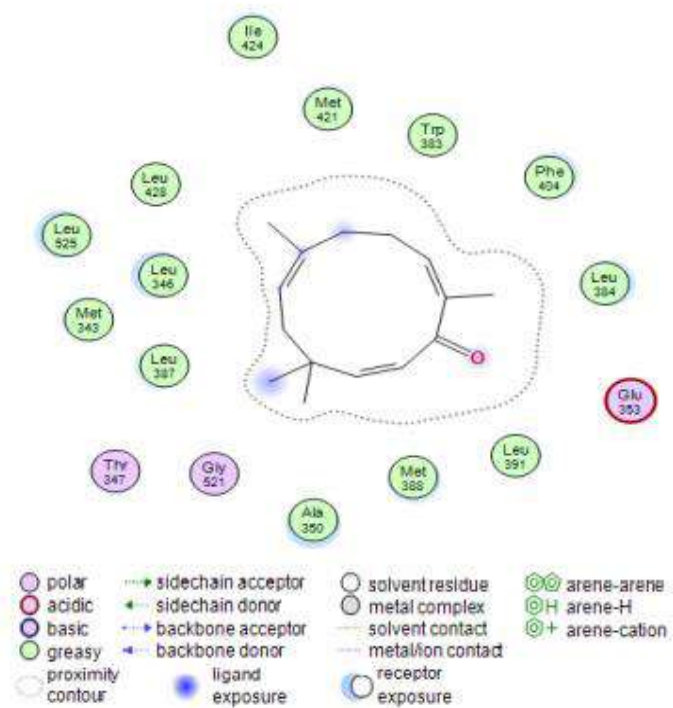 Ile
424
Met
421
Trp
383
Phe
404
Leu
428
Leu
525
Leu
346
Leu
384
Met
343
Leu
387
O
Glu
353
Leu
391
Thr
347
Gly
521
Met
388
Ala
350
polar
acidic
basic
greasy
proximity
contour
sidechain acceptor
sidechain donor
backbone acceptor
backbone donor
ligand
exposure
solvent residue
metal complex
solvent contact
metal/ion contact
receptor
exposure
arene-arene
H arene-H
+ arene-cation